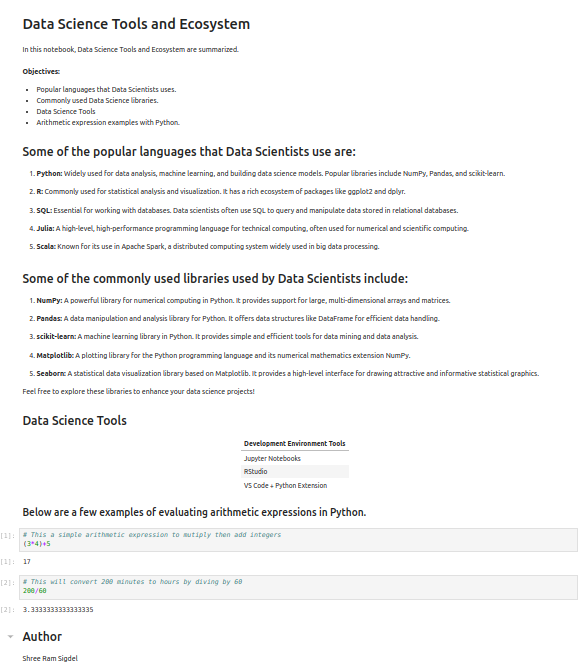 Data Science Tools and Ecosystem
In this notebook, Data Science Tools and Ecosystem are summarized.
Objectives:
• Popular languages that Data Scientists uses.
• Commonly used Data Science libraries.
• Data Science Tools
• Arithmetic expression examples with Python.
Some of the popular languages that Data Scientists use are:
1. Python: Widely used for data analysis, machine learning, and building data science models. Popular libraries include NumPy, Pandas, and scikit-learn.
2. R: Commonly used for statistical analysis and visualization. It has a rich ecosystem of packages like ggplot2 and dplyr.
3. SQL: Essential for working with databases. Data scientists often use SQL to query and manipulate data stored in relational databases.
4. Julia: A high-level, high-performance programming language for technical computing, often used for numerical and scientific computing.
5. Scala: Known for its use in Apache Spark, a distributed computing system widely used in big data processing.
Some of the commonly used libraries used by Data Scientists include:
1. NumPy: A powerful library for numerical computing in Python. It provides support for large, multi-dimensional arrays and matrices.
2. Pandas: A data manipulation and analysis library for Python. It offers data structures like DataFrame for efficient data handling.
3. scikit-learn: A machine learning library in Python. It provides simple and efficient tools for data mining and data analysis.
4. Matplotlib: A plotting library for the Python programming language and its numerical mathematics extension NumPy.
5. Seaborn: A statistical data visualization library based on Matplotlib. It provides a high-level interface for drawing attractive and informative statistical graphics.
Feel free to explore these libraries to enhance your data science projects!
Data Science Tools
Development Environment Tools
Jupyter Notebooks
RStudio
VS Code + Python Extension
Below are a few examples of evaluating arithmetic expressions in Python.
[1]: # This a simple arithmetic expression to mutiply then add integers
(3*4)+5
[1]: 17
[2]: # This will convert 200 minutes to hours by diving by 60
200/60
[2]: 3.3333333333333335
Author
Shree Ram Sigdel